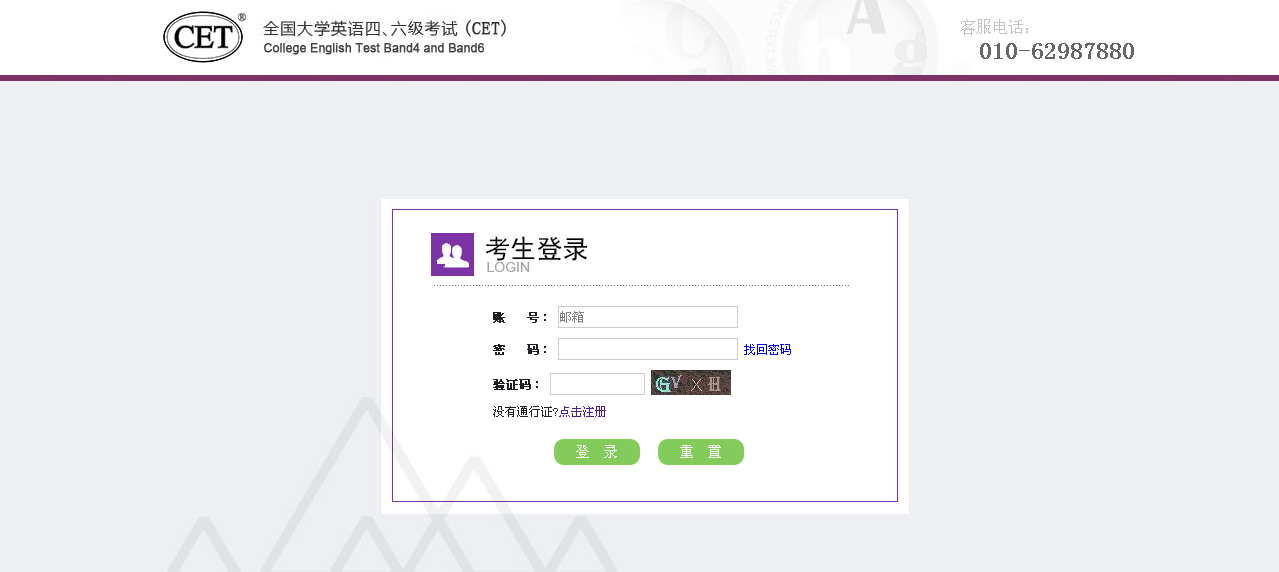 CET®
全国大学英语四、六级考试（CET）
College English Test Band4 and Band6
客服电话：
010-62987880
考生登录
LOGIN
账 号： 邮箱
密 码： 找回密码
验证码： GYXH
没有通行证?点击注册
登 录 重 置